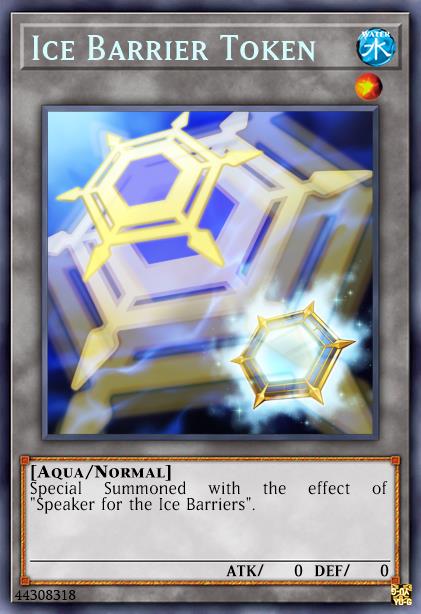 ICE BARRIER TOKEN
WATER
水
[AQUA/NORMAL]
Special Summoned with the effect of
"Speaker for the Ice Barriers".
ATK/ 0 DEF/ 0
44308318